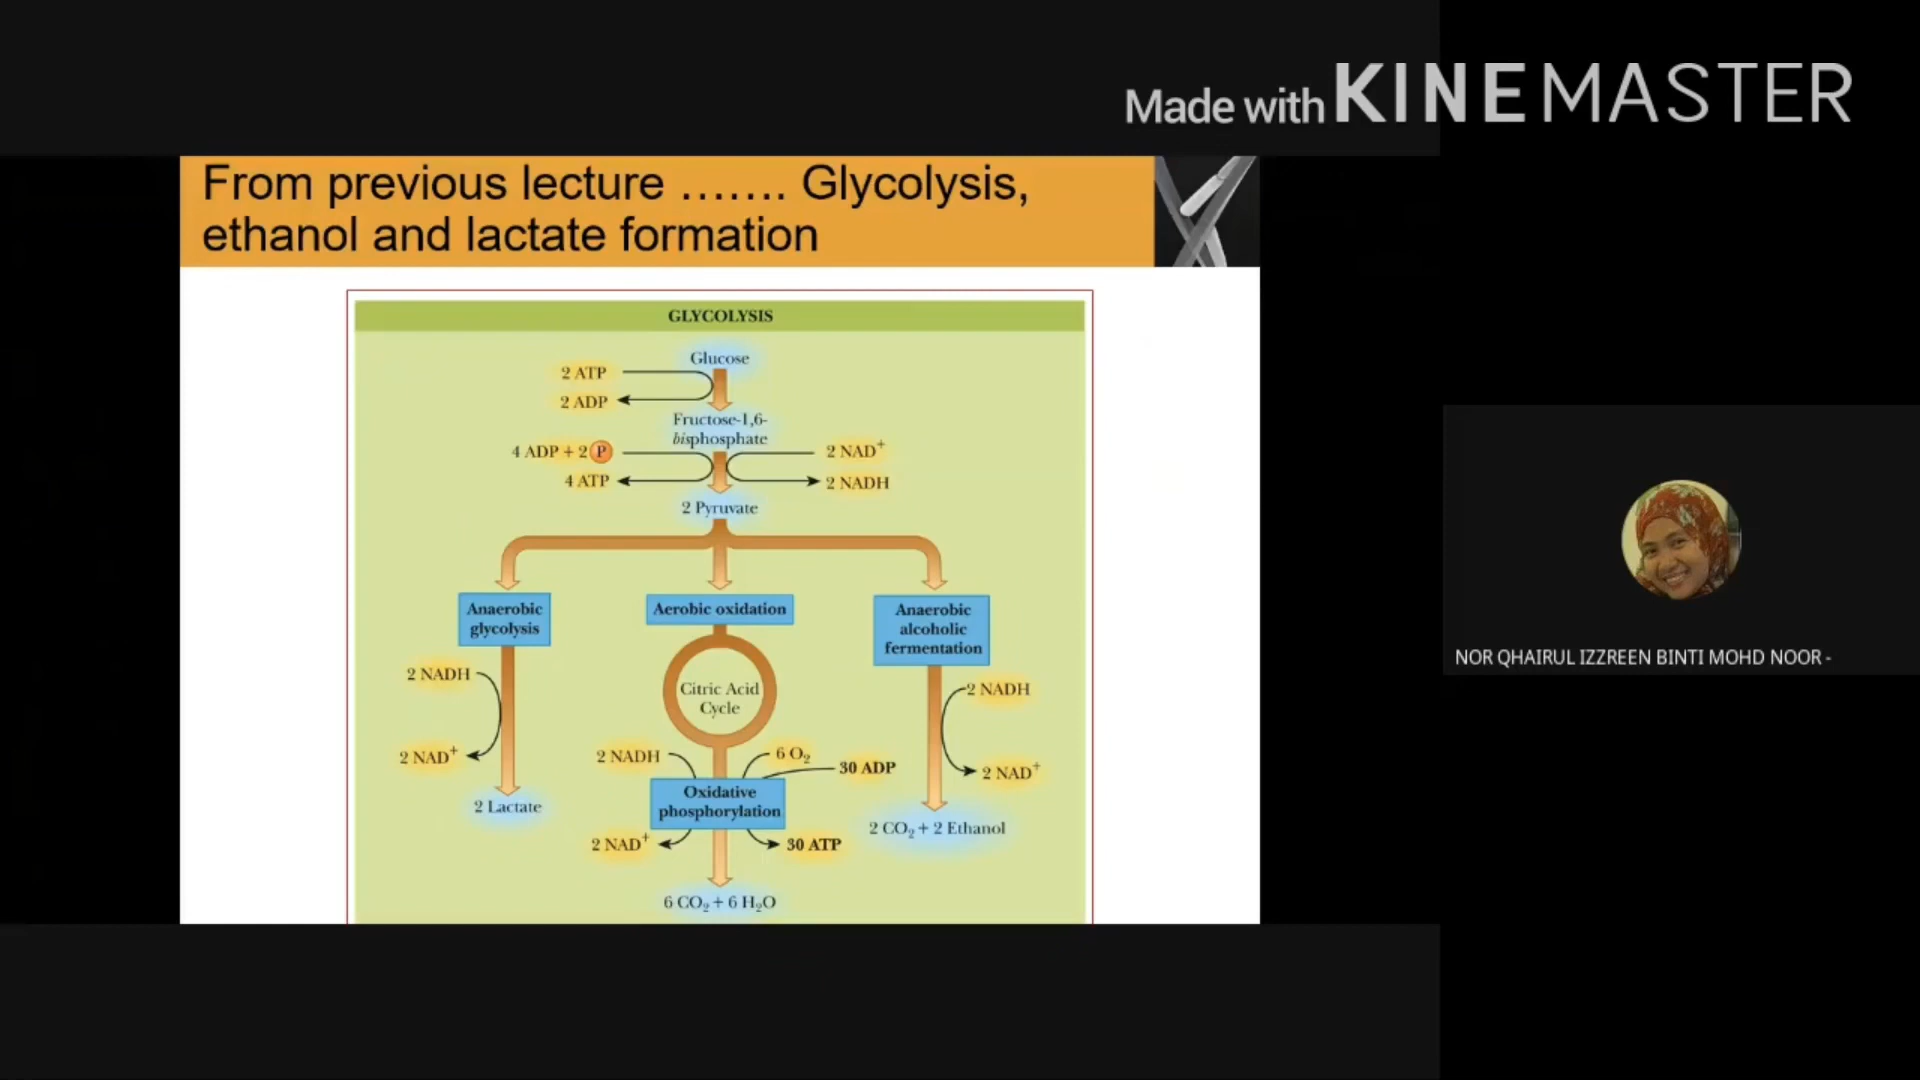 Made with KINEMASTER
From previous lecture ....... Glycolysis,
ethanol and lactate formation
GLYCOLYSIS
Glucose
2 ATP
2 ADP
Fructose-1,6-
bisphosphate
4 ADP + 2 P
2 NAD⁺
4 ATP
2 NADH
2 Pyruvate
Anaerobic
glycolysis
Aerobic oxidation
Anaerobic
alcoholic
fermentation
2 NADH
2 NAD⁺
2 Lactate
Citric Acid
Cycle
2 NADH
6 O₂
30 ADP
Oxidative
phosphorylation
2 NAD⁺
30 ATP
6 CO₂ + 6 H₂O
2 NADH
2 NAD⁺
2 CO₂ + 2 Ethanol
NOR QHAIRUL IZZREEN BINTI MOHD NOOR -